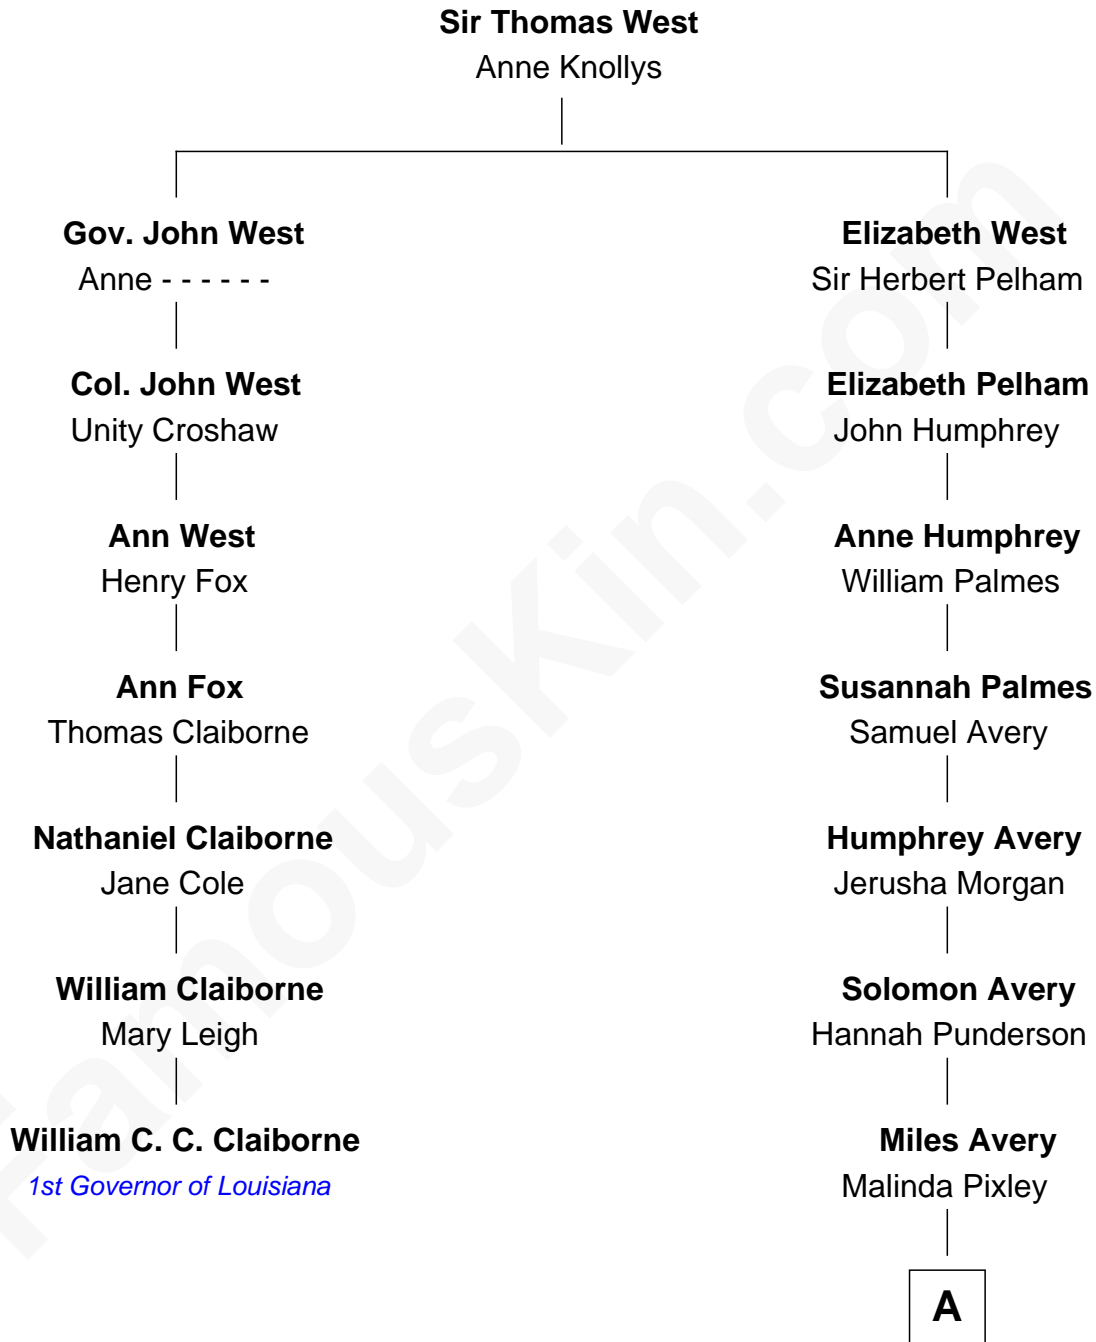 Sir Thomas West
Anne Knollys
Gov. John West
Anne - - - - - -
Col. John West
Unity Croshaw
Ann West
Henry Fox
Ann Fox
Thomas Claiborne
Nathaniel Claiborne
Jane Cole
William Claiborne
Mary Leigh
William C. C. Claiborne
1st Governor of Louisiana
Elizabeth West
Sir Herbert Pelham
Elizabeth Pelham
John Humphrey
Anne Humphrey
William Palmes
Susannah Palmes
Samuel Avery
Humphrey Avery
Jerusha Morgan
Solomon Avery
Hannah Punderson
Miles Avery
Malinda Pixley
A
FamousKin.com